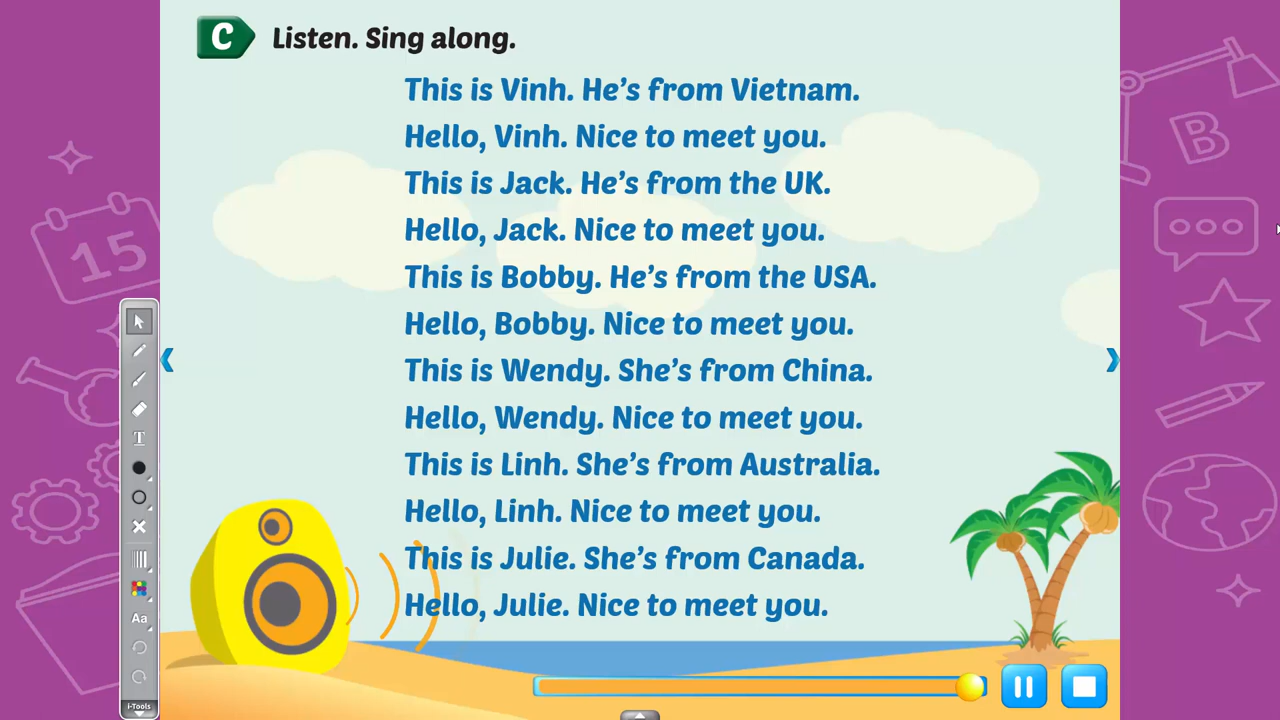 C Listen. Sing along.
This is Vinh. He's from Vietnam.
Hello, Vinh. Nice to meet you.
This is Jack. He's from the UK.
Hello, Jack. Nice to meet you.
This is Bobby. He's from the USA.
Hello, Bobby. Nice to meet you.
This is Wendy. She's from China.
Hello, Wendy. Nice to meet you.
This is Linh. She's from Australia.
Hello, Linh. Nice to meet you.
This is Julie. She's from Canada.
Hello, Julie. Nice to meet you.
15
B
T
Aa
i-Tools